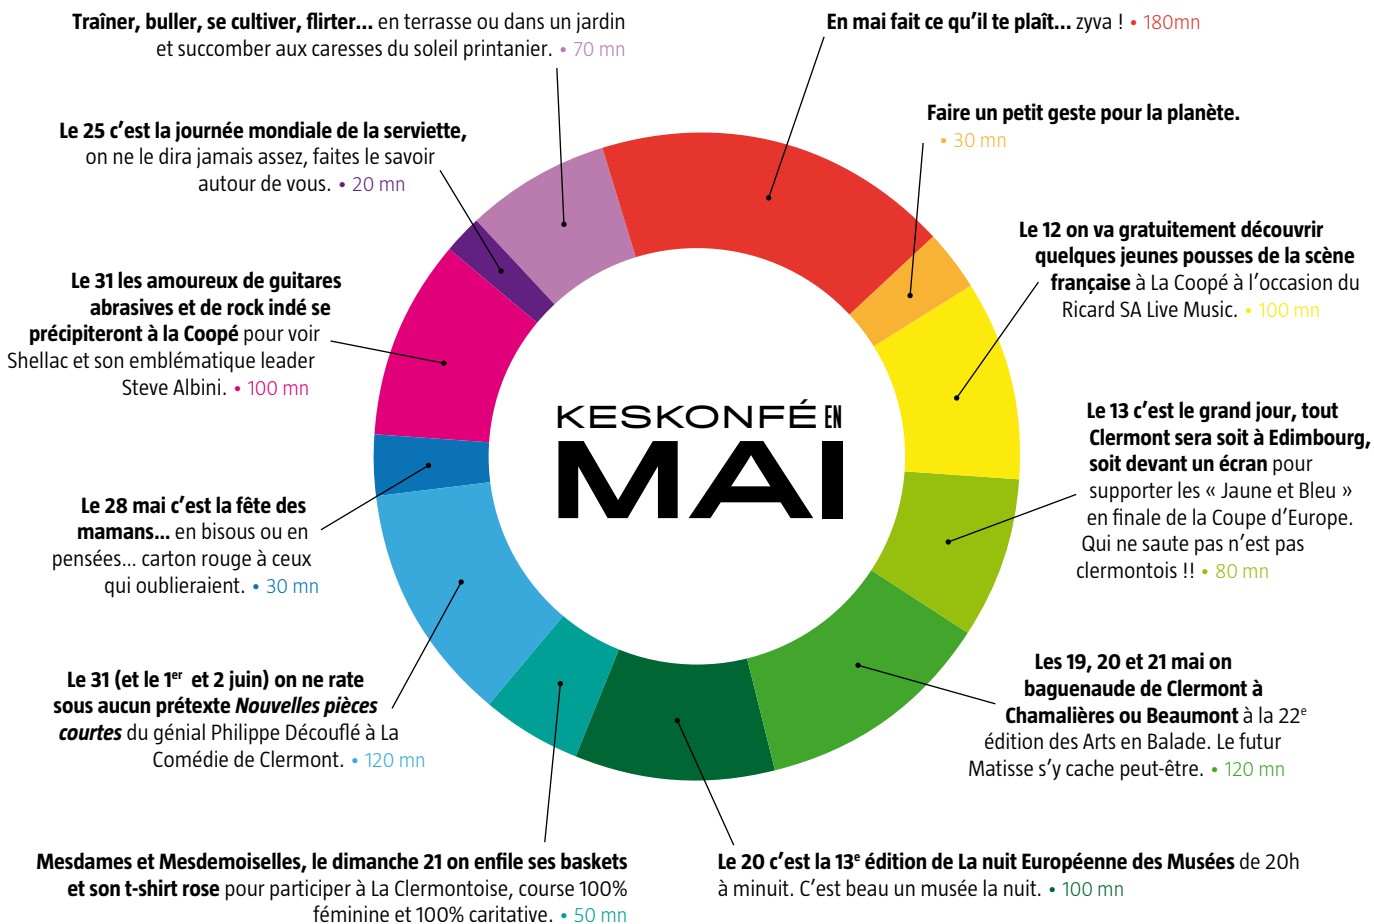 Traîner, buller, se cultiver, flirter... en terrasse ou dans un jardin
et succomber aux caresses du soleil printanier. • 70 mn
En mai fait ce qu'il te plaît... zyva ! • 180mn
Faire un petit geste pour la planète.
• 30 mn
Le 25 c'est la journée mondiale de la serviette,
on ne le dira jamais assez, faites le savoir
autour de vous. • 20 mn
Le 12 on va gratuitement découvrir
quelques jeunes pousses de la scène
française à La Coopé à l'occasion du
Ricard SA Live Music. • 100 mn
Le 31 les amoureux de guitares
abrasives et de rock indé se
précipiteront à la Coopé pour voir
Shellac et son emblématique leader
Steve Albini. • 100 mn
KESKONFÉ EN
MAI
Le 13 c'est le grand jour, tout
Clermont sera soit à Edimbourg,
soit devant un écran pour
supporter les « Jaune et Bleu »
en finale de la Coupe d'Europe.
Qui ne saute pas n'est pas
clermontois !! • 80 mn
Le 28 mai c'est la fête des
mamans... en bisous ou en
pensées... carton rouge à ceux
qui oublieraient. • 30 mn
Les 19, 20 et 21 mai on
baguenaude de Clermont à
Chamalières ou Beaumont à la 22e
édition des Arts en Balade. Le futur
Matisse s'y cache peut-être. • 120 mn
Le 31 (et le 1er et 2 juin) on ne rate
sous aucun prétexte Nouvelles pièces
courtes du génial Philippe Découflé à La
Comédie de Clermont. • 120 mn
Mesdames et Mesdemoiselles, le dimanche 21 on enfile ses baskets
et son t-shirt rose pour participer à La Clermontoise, course 100%
féminine et 100% caritative. • 50 mn
Le 20 c'est la 13e édition de La nuit Européenne des Musées de 20h
à minuit. C'est beau un musée la nuit. • 100 mn